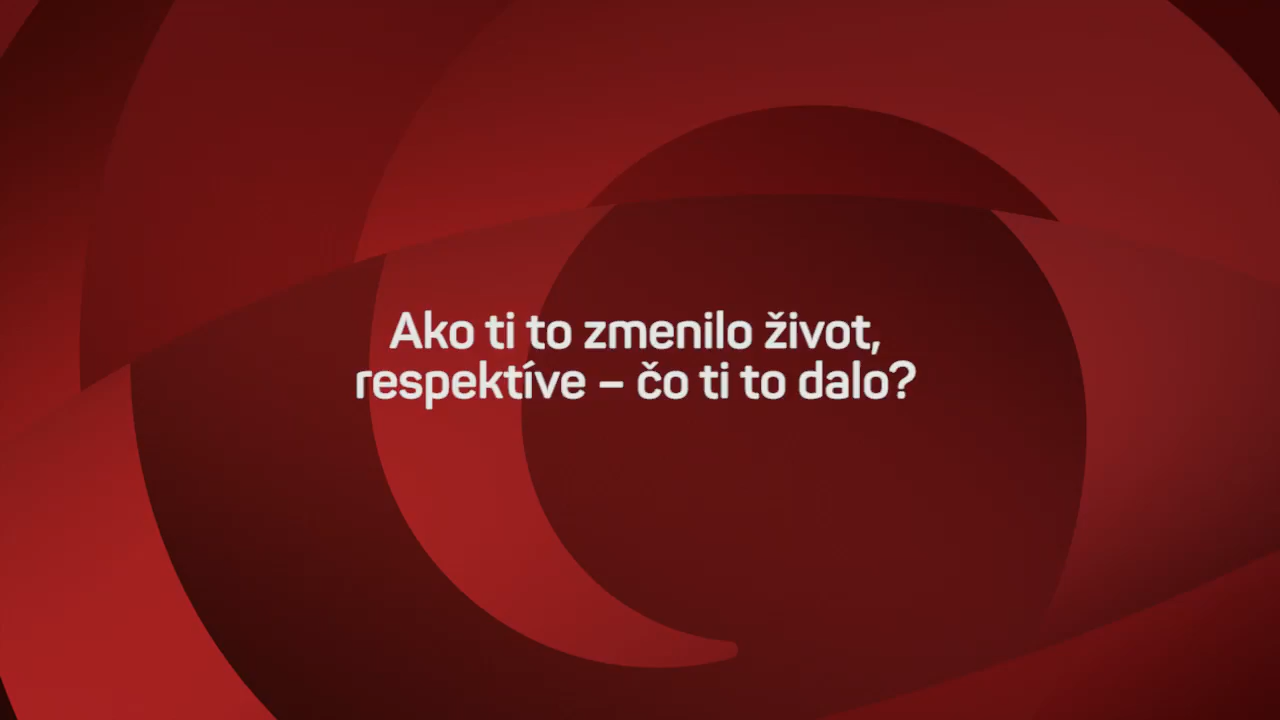 Ako ti to zmenilo život,
respektíve – čo ti to dalo?